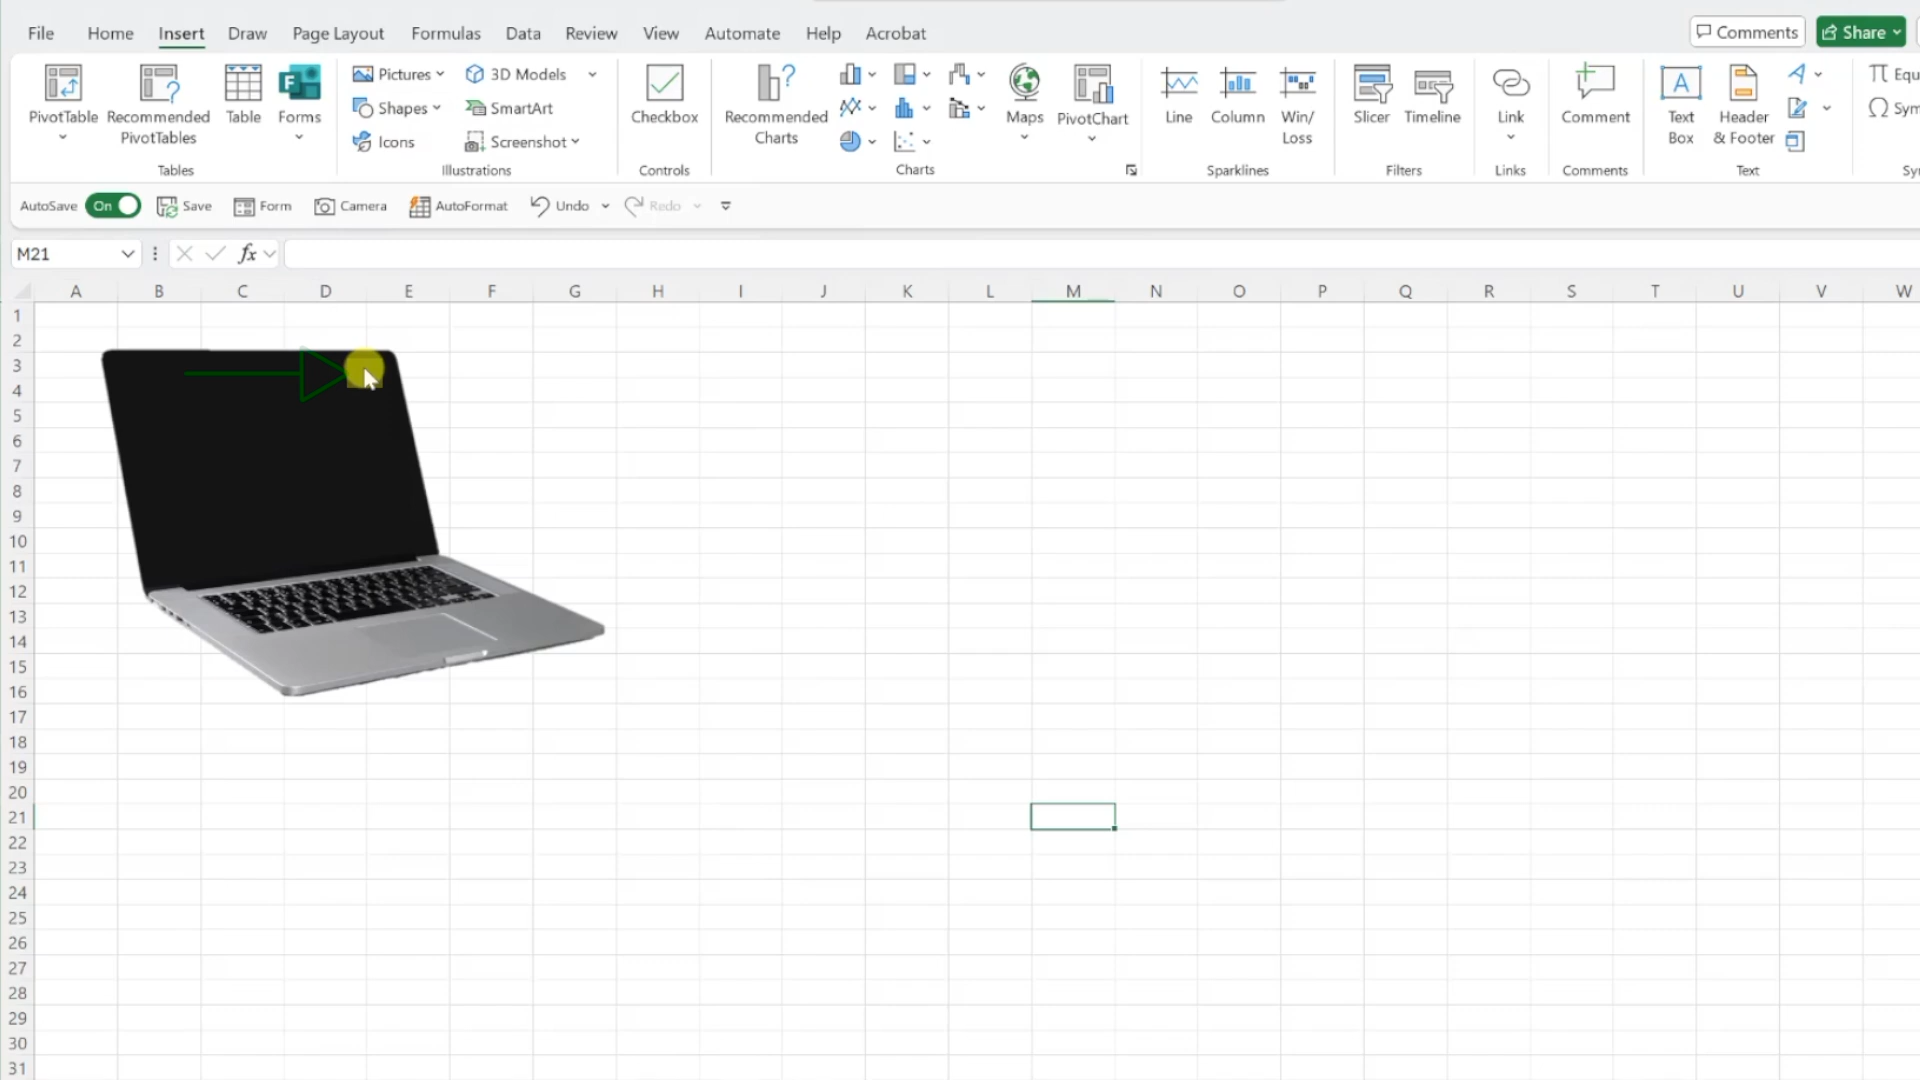 File Home Insert Draw Page Layout Formulas Data Review View Automate Help Acrobat Comments Share
PivotTable Recommended PivotTables Table Forms
Tables
Pictures 3D Models
Shapes SmartArt
Icons Screenshot
Illustrations
Checkbox
Controls
Recommended Charts Maps PivotChart
Charts
Line Column Win/Loss
Sparklines
Slicer Timeline
Filters
Link
Links
Comment
Comments
Text Box Header & Footer
Text
AutoSave On Save Form Camera AutoFormat Undo Redo
M21 fx
A B C D E F G H I J K L M N O P Q R S T U V W
1
2
3
4
5
6
7
8
9
10
11
12
13
14
15
16
17
18
19
20
21
22
23
24
25
26
27
28
29
30
31